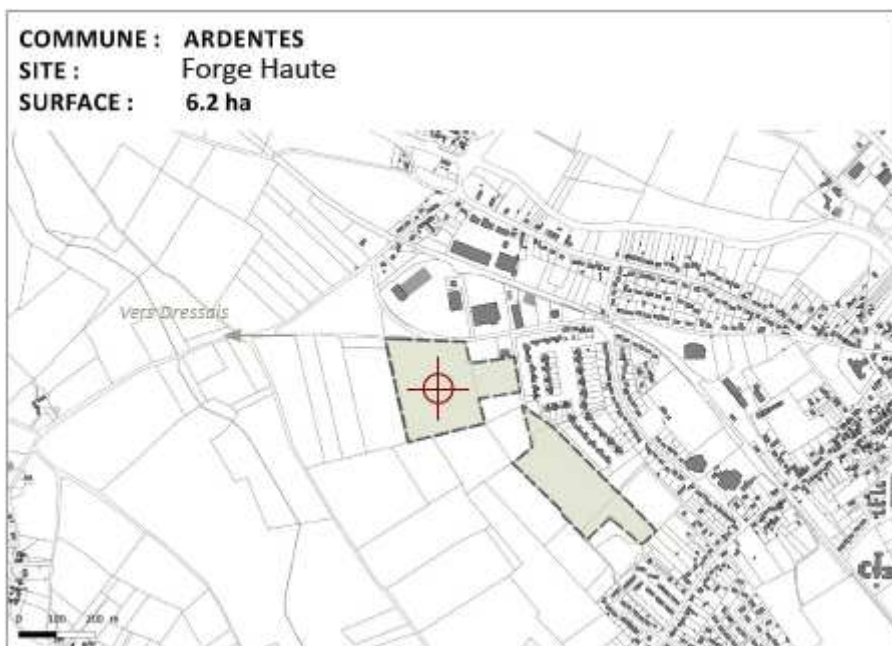 COMMUNE : ARDENTES
SITE : Forge Haute
SURFACE : 6.2 ha
Vers Dressais
0 100 200 m